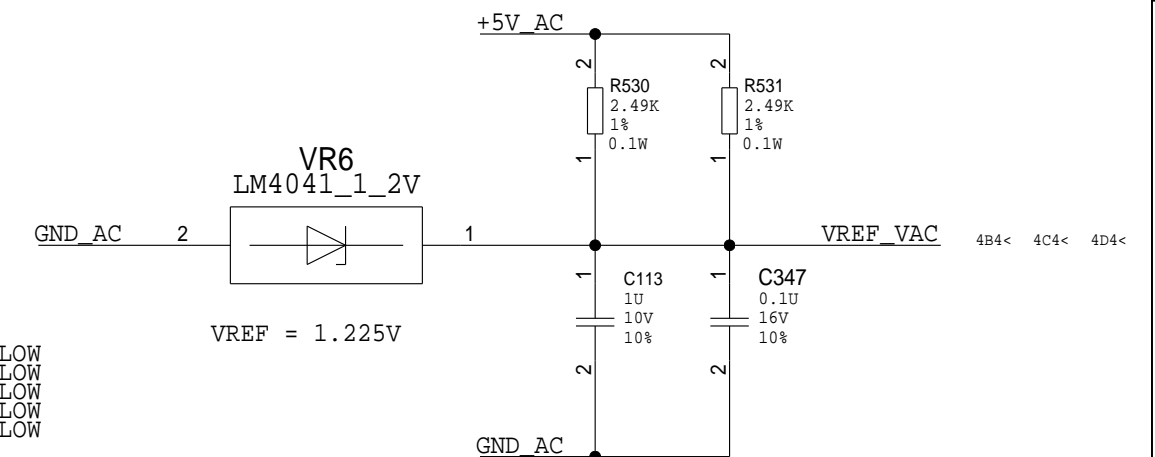 +5V_AC
2
2
R530
2.49K
1%
0.1W
R531
2.49K
1%
0.1W
1
1
VR6
LM4041_1_2V
GND_AC
2
1
VREF_VAC
4B4< 4C4< 4D4<
1
1
C113
1U
10V
10%
C347
0.1U
16V
10%
VREF = 1.225V
2
2
LOW
LOW
LOW
LOW
LOW
GND_AC